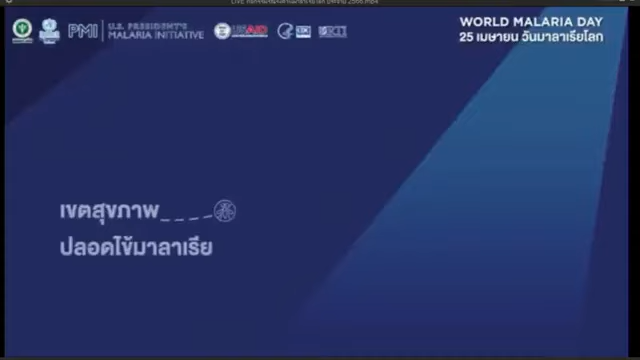 PMI
U.S. PRESIDENT'S
MALARIA INITIATIVE
USAID
RTI
WORLD MALARIA DAY
25 เมษายน วันมาลาเรียโลก
เขตสุขภาพ_ _ _ _
ปลอดไข้มาลาเรีย